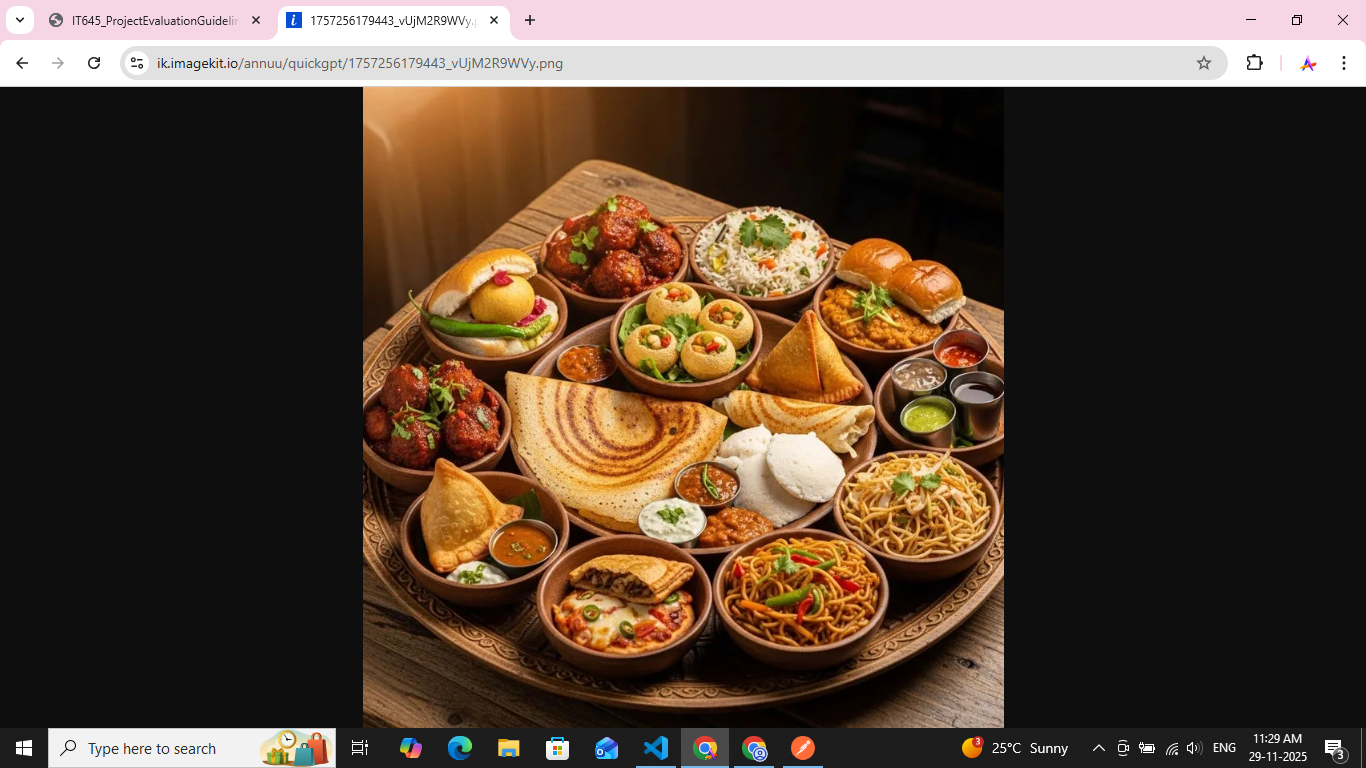 IT645_ProjectEvaluationGuidelin
1757256179443_vUjM2R9WVy.p
ik.imagekit.io/annuu/quickgpt/1757256179443_vUjM2R9WVy.png
Type here to search
3
25°C Sunny
ENG
11:29 AM
29-11-2025
3